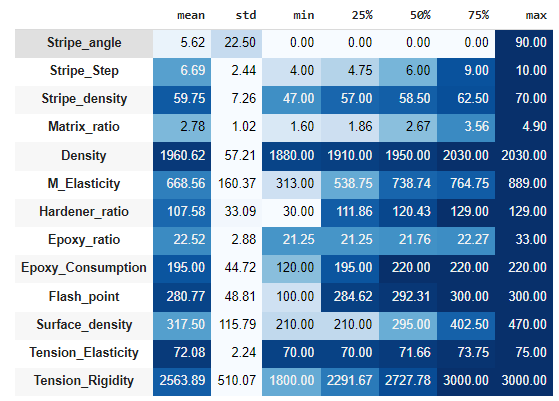 mean std min 25% 50% 75% max
Stripe_angle 5.62 22.50 0.00 0.00 0.00 0.00 90.00
Stripe_Step 6.69 2.44 4.00 4.75 6.00 9.00 10.00
Stripe_density 59.75 7.26 47.00 57.00 58.50 62.50 70.00
Matrix_ratio 2.78 1.02 1.60 1.86 2.67 3.56 4.90
Density 1960.62 57.21 1880.00 1910.00 1950.00 2030.00 2030.00
M_Elasticity 668.56 160.37 313.00 538.75 738.74 764.75 889.00
Hardener_ratio 107.58 33.09 30.00 111.86 120.43 129.00 129.00
Epoxy_ratio 22.52 2.88 21.25 21.25 21.76 22.27 33.00
Epoxy_Consumption 195.00 44.72 120.00 195.00 220.00 220.00 220.00
Flash_point 280.77 48.81 100.00 284.62 292.31 300.00 300.00
Surface_density 317.50 115.79 210.00 210.00 295.00 402.50 470.00
Tension_Elasticity 72.08 2.24 70.00 70.00 71.66 73.75 75.00
Tension_Rigidity 2563.89 510.07 1800.00 2291.67 2727.78 3000.00 3000.00